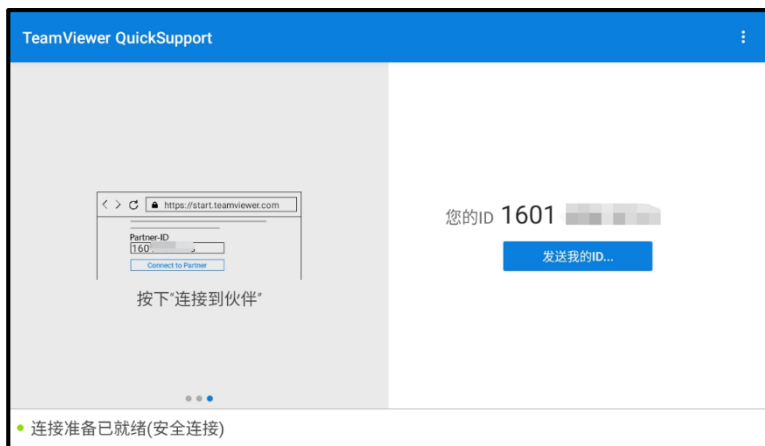 TeamViewer QuickSupport
https://start.teamviewer.com
Partner-ID
160
Connect to Partner
按下"连接到伙伴"
您的ID 1601
发送我的ID...
连接准备已就绪(安全连接)